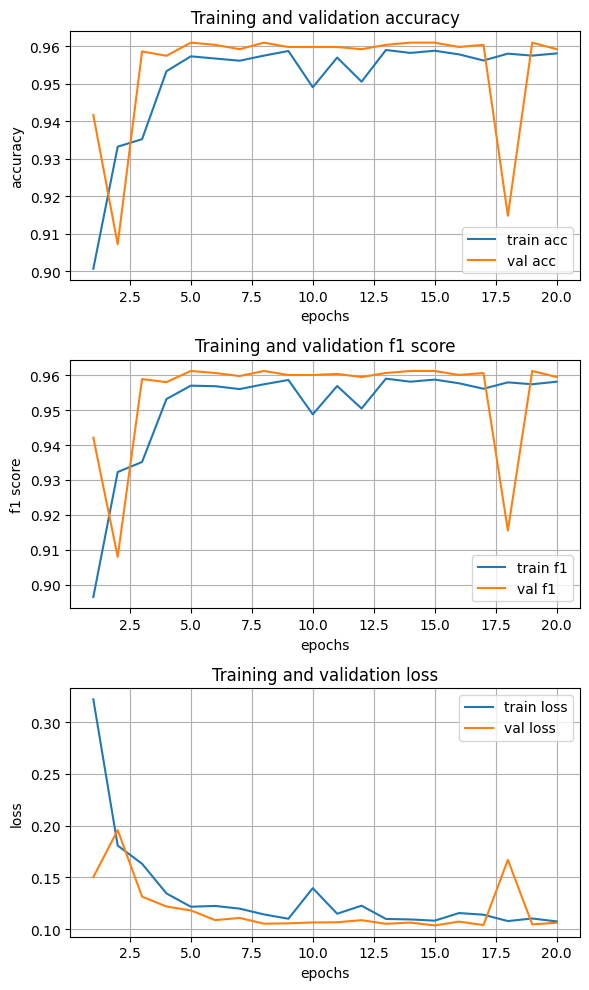 Training and validation accuracy
0.96
0.95
0.94
0.93
0.92
0.91
0.90
accuracy
train acc
val acc
2.5 5.0 7.5 10.0 12.5 15.0 17.5 20.0
epochs
Training and validation f1 score
0.96
0.95
0.94
0.93
0.92
0.91
0.90
f1 score
train f1
val f1
2.5 5.0 7.5 10.0 12.5 15.0 17.5 20.0
epochs
Training and validation loss
train loss
val loss
0.30
0.25
0.20
0.15
0.10
loss
2.5 5.0 7.5 10.0 12.5 15.0 17.5 20.0
epochs